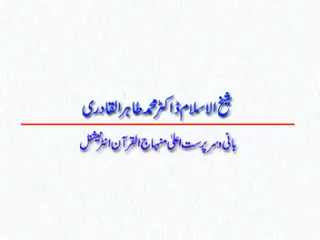 شیخ الاسلام ڈاکٹر محمد طاہر القادری
بانی و سرپرست اعلیٰ منہاج القرآن انٹرنیشنل